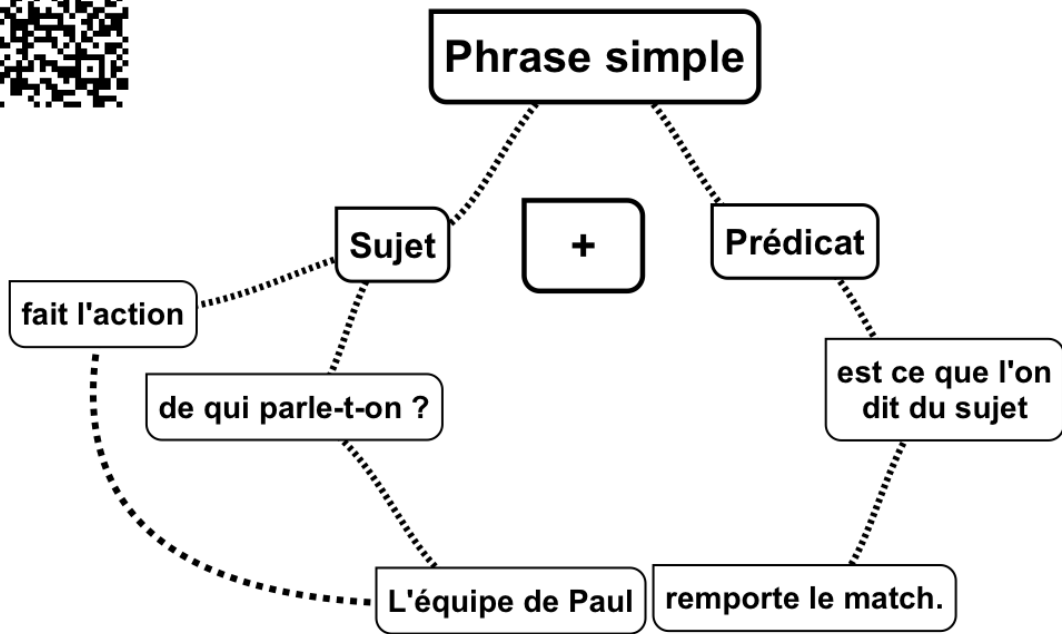 Phrase simple
Sujet
+
Prédicat
fait l'action
de qui parle-t-on ?
est ce que l'on
dit du sujet
L'équipe de Paul
remporte le match.